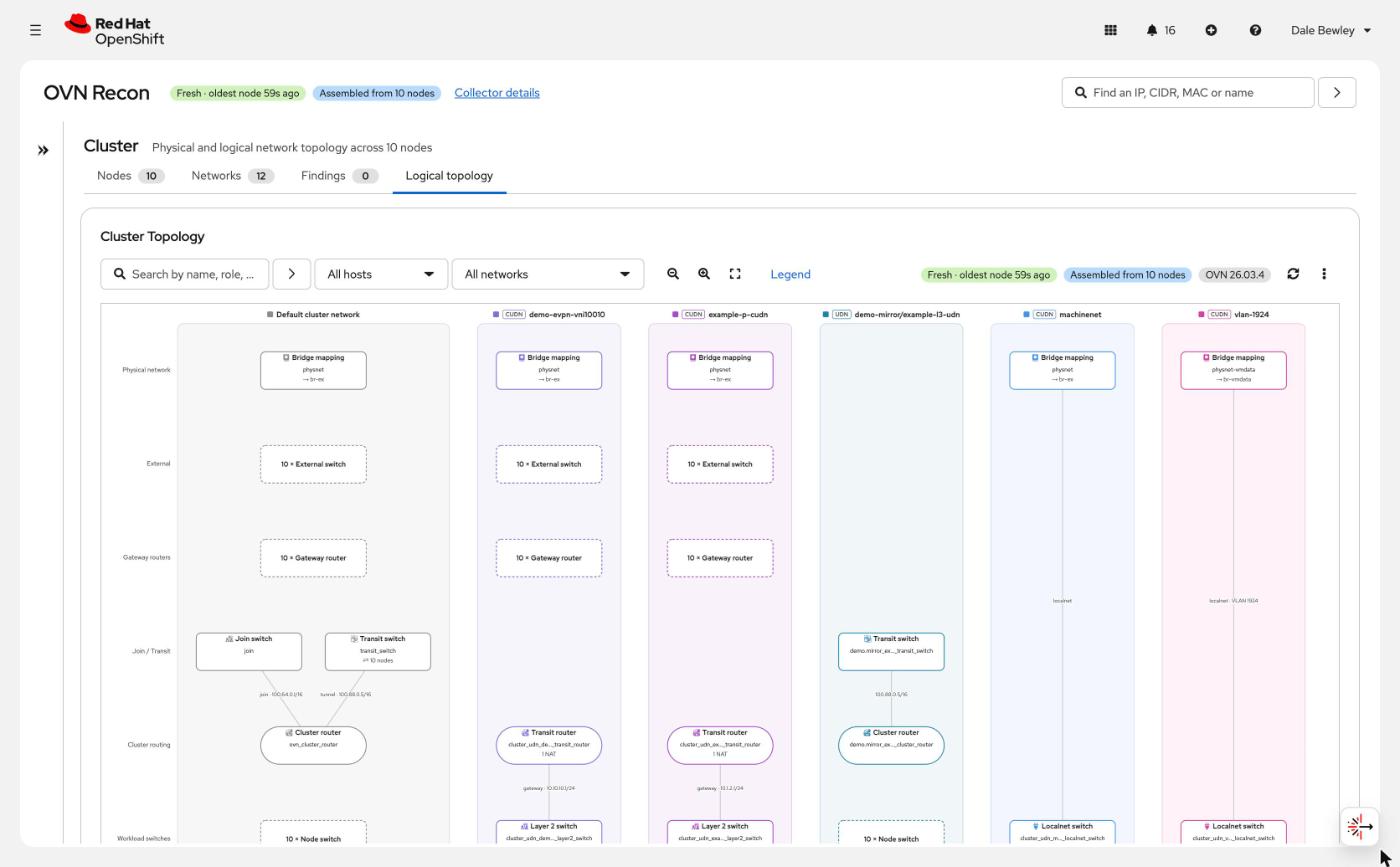 Red Hat
OpenShift
16
Dale Bewley
OVN Recon
Fresh · oldest node 59s ago
Assembled from 10 nodes
Collector details
Find an IP, CIDR, MAC or name
Cluster
Physical and logical network topology across 10 nodes
Nodes 10
Networks 12
Findings 0
Logical topology
Cluster Topology
Search by name, role, ...
All hosts
All networks
Legend
Fresh · oldest node 59s ago
Assembled from 10 nodes
OVN 26.03.4
Default cluster network
CUDN demo-evpn-vni10010
CUDN example-p-cudn
UDN demo-mirror/example-l3-udn
CUDN machinenet
CUDN vlan-1924
Physical network
Bridge mapping
physnet
→ br-ex
Bridge mapping
physnet
→ br-ex
Bridge mapping
physnet
→ br-ex
Bridge mapping
physnet
→ br-ex
Bridge mapping
physnet-vmdata
→ br-vmdata
External
10 × External switch
10 × External switch
10 × External switch
Gateway routers
10 × Gateway router
10 × Gateway router
10 × Gateway router
localnet
localnet · VLAN 1924
Join / Transit
Join switch
join
Transit switch
transit_switch
⇄ 10 nodes
Transit switch
demo.mirror_ex..._transit_switch
join · 100.64.0.1/16
tunnel · 100.88.0.5/16
100.88.0.5/16
Cluster routing
Cluster router
ovn_cluster_router
Transit router
cluster_udn_de..._transit_router
1 NAT
Transit router
cluster_udn_ex..._transit_router
1 NAT
Cluster router
demo.mirror_ex..._cluster_router
gateway · 10.10.10.1/24
gateway · 10.1.2.1/24
Workload switches
10 × Node switch
Layer 2 switch
cluster_udn_dem..._layer2_switch
Layer 2 switch
cluster_udn_exa..._layer2_switch
10 × Node switch
Localnet switch
cluster_udn_m..._localnet_switch
Localnet switch
cluster_udn_v..._localnet_switch